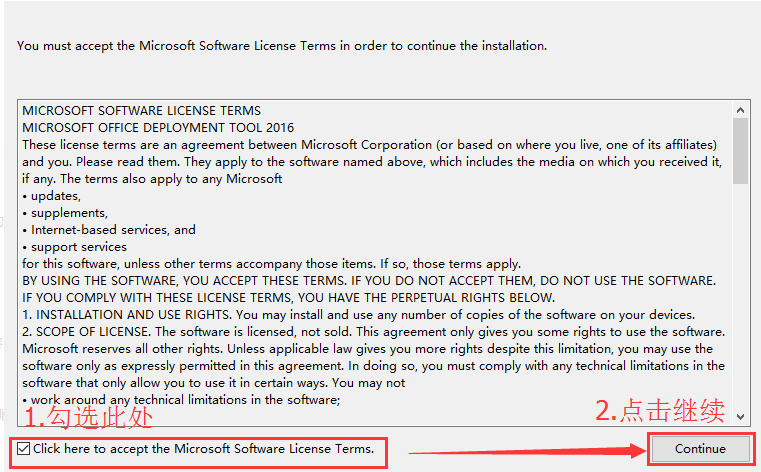 You must accept the Microsoft Software License Terms in order to continue the installation.
MICROSOFT SOFTWARE LICENSE TERMS
MICROSOFT OFFICE DEPLOYMENT TOOL 2016
These license terms are an agreement between Microsoft Corporation (or based on where you live, one of its affiliates)
and you. Please read them. They apply to the software named above, which includes the media on which you received it,
if any. The terms also apply to any Microsoft
• updates,
• supplements,
• Internet-based services, and
• support services
for this software, unless other terms accompany those items. If so, those terms apply.
BY USING THE SOFTWARE, YOU ACCEPT THESE TERMS. IF YOU DO NOT ACCEPT THEM, DO NOT USE THE SOFTWARE.
IF YOU COMPLY WITH THESE LICENSE TERMS, YOU HAVE THE PERPETUAL RIGHTS BELOW.
1. INSTALLATION AND USE RIGHTS. You may install and use any number of copies of the software on your devices.
2. SCOPE OF LICENSE. The software is licensed, not sold. This agreement only gives you some rights to use the software.
Microsoft reserves all other rights. Unless applicable law gives you more rights despite this limitation, you may use the
software only as expressly permitted in this agreement. In doing so, you must comply with any technical limitations in the
software that only allow you to use it in certain ways. You may not
• work around any technical limitations in the software;
1.勾选此处
2.点击继续
Click here to accept the Microsoft Software License Terms.
Continue